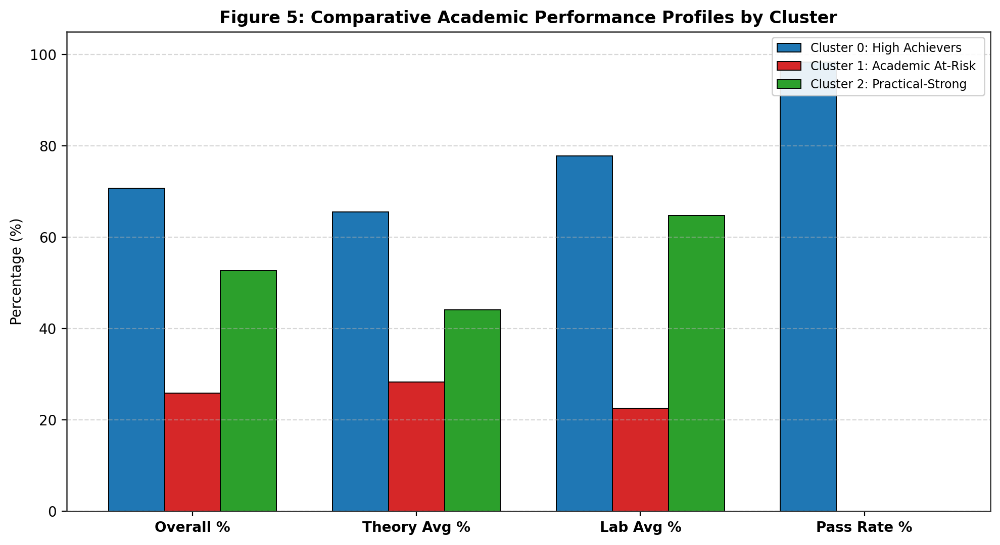 Figure 5: Comparative Academic Performance Profiles by Cluster
Cluster 0: High Achievers
Cluster 1: Academic At-Risk
Cluster 2: Practical-Strong
Percentage (%)
100
80
60
40
20
0
Overall %
Theory Avg %
Lab Avg %
Pass Rate %